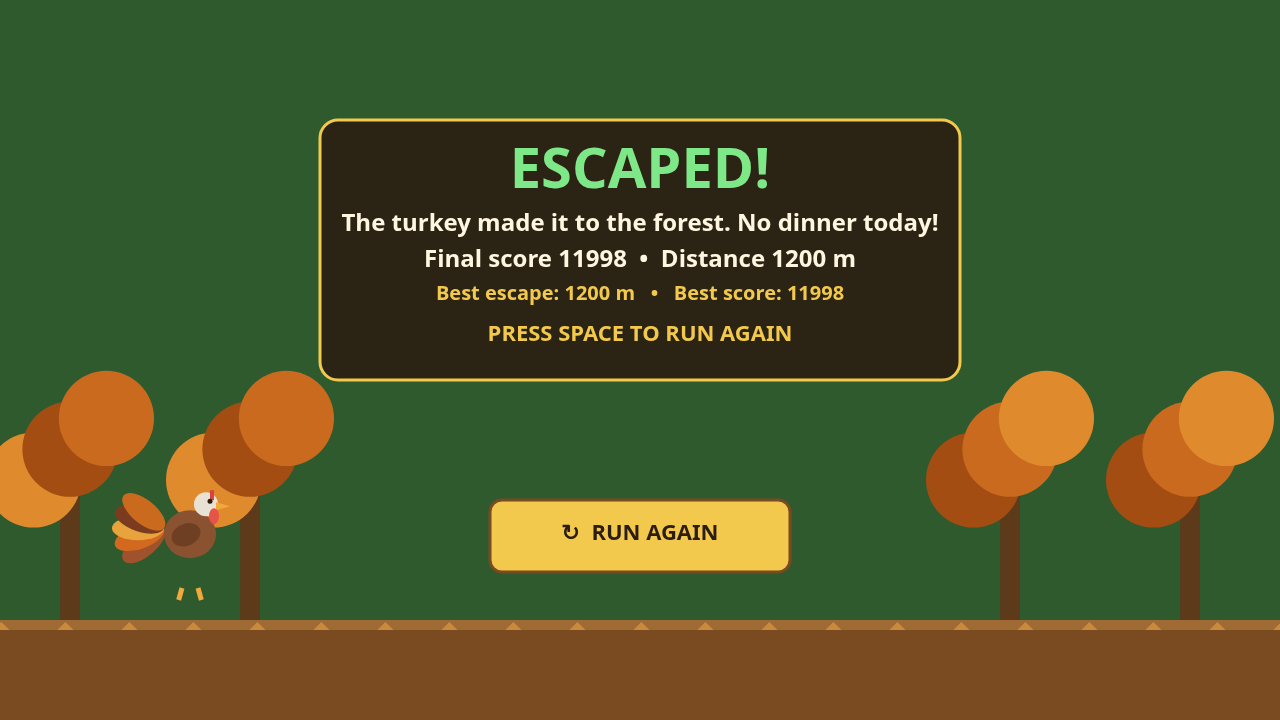 ESCAPED!
The turkey made it to the forest. No dinner today!
Final score 11998 • Distance 1200 m
Best escape: 1200 m • Best score: 11998
PRESS SPACE TO RUN AGAIN
↻ RUN AGAIN